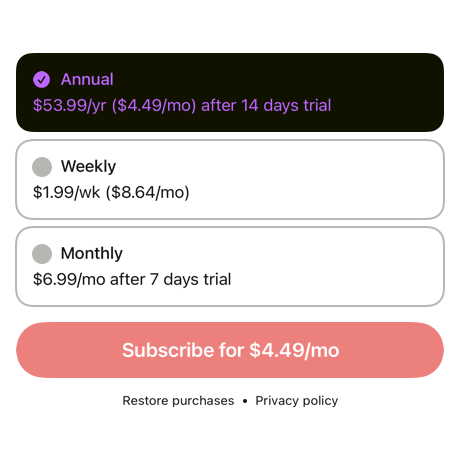 Annual
$53.99/yr ($4.49/mo) after 14 days trial
Weekly
$1.99/wk ($8.64/mo)
Monthly
$6.99/mo after 7 days trial
Subscribe for $4.49/mo
Restore purchases • Privacy policy